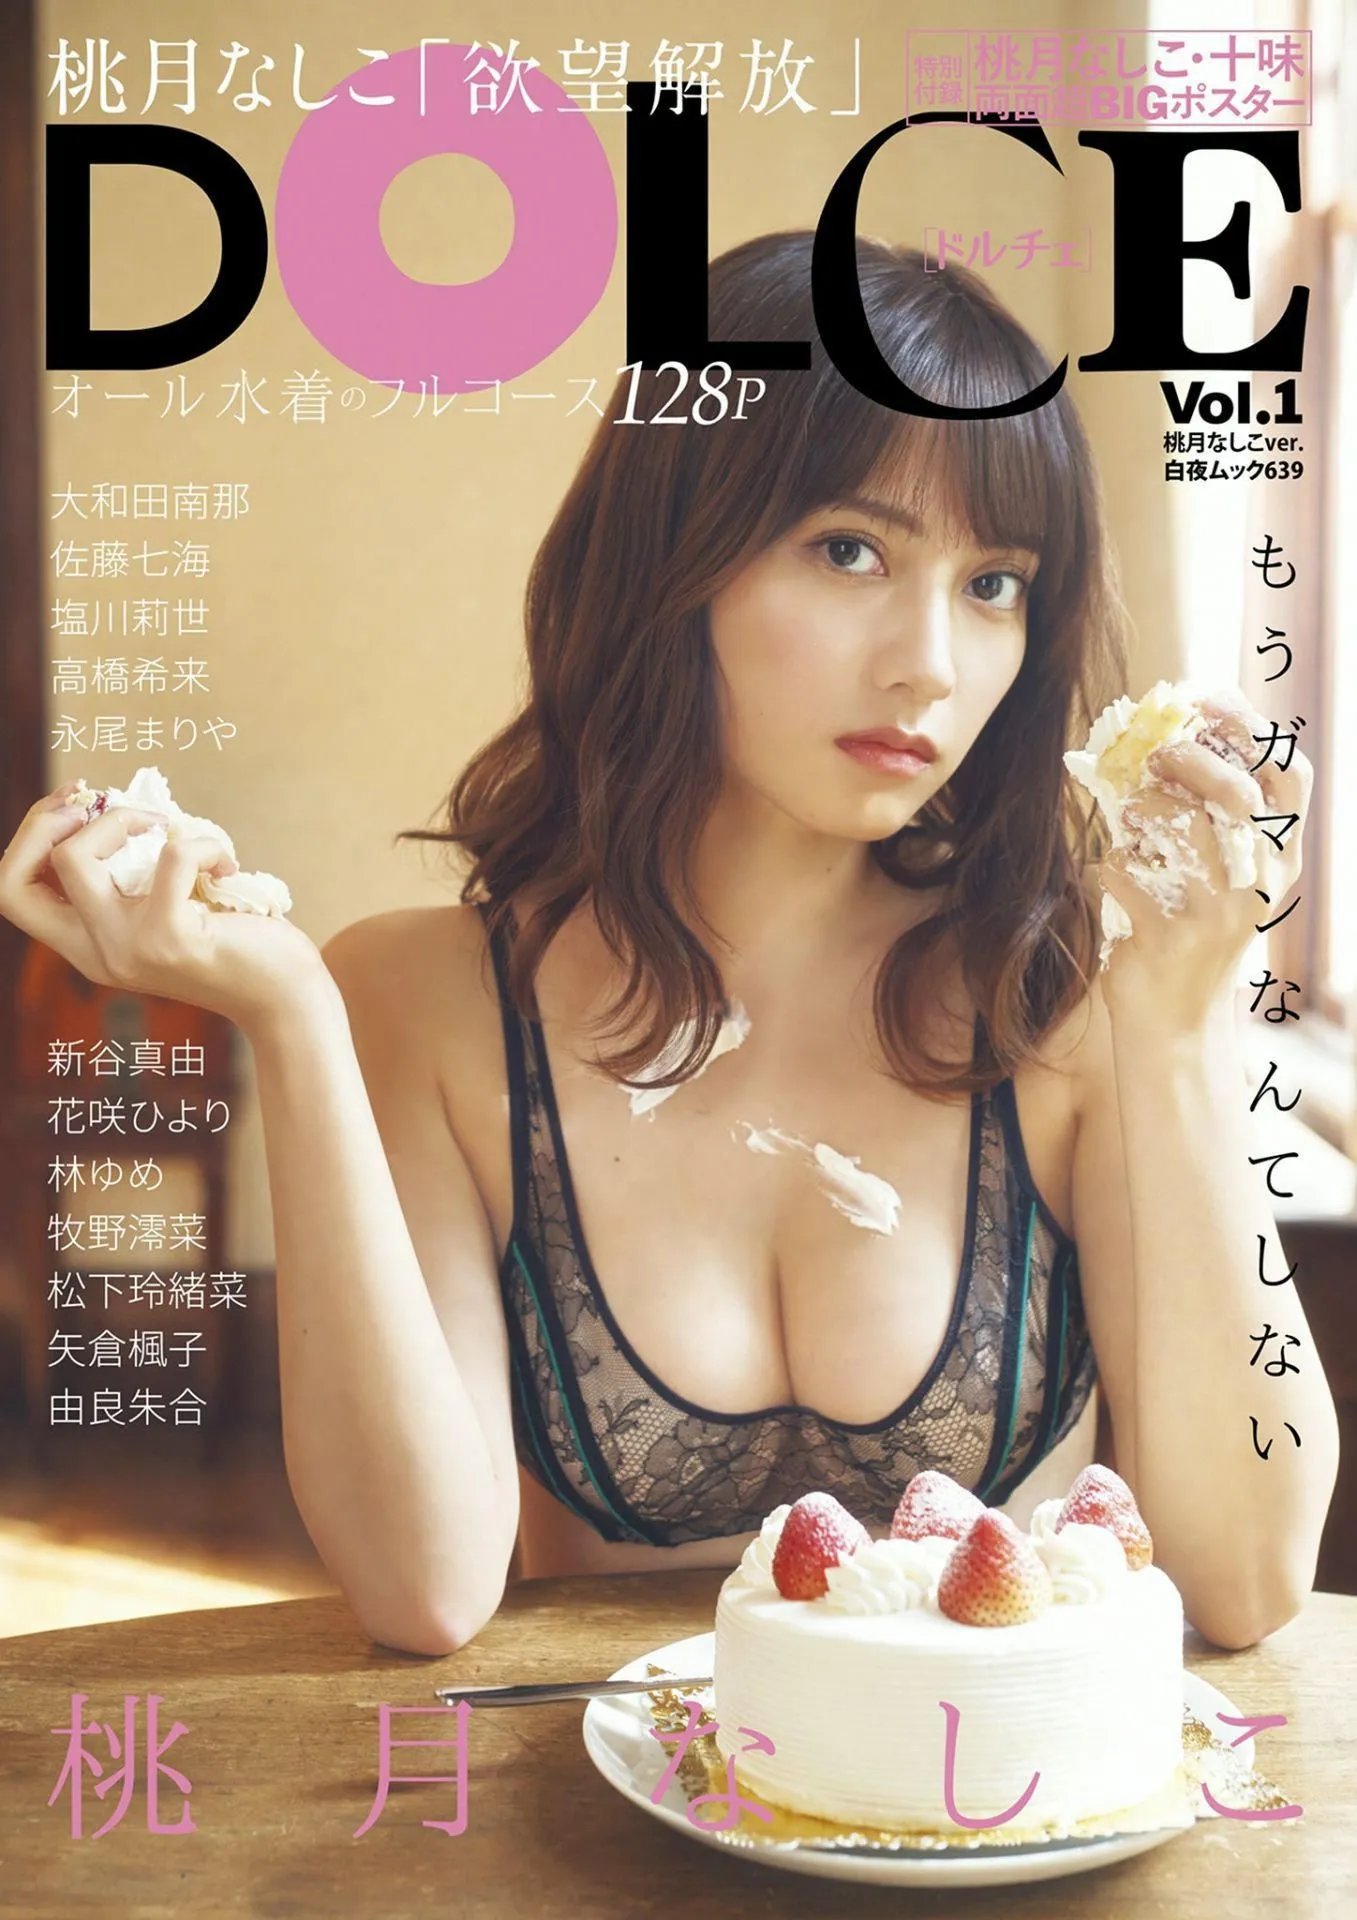 桃月なしこ「欲望解放」
特別付録
桃月なしこ・十味
両面超BIGポスター
DOLCE
[ドルチェ]
オール水着のフルコース128P
Vol.1
桃月なしこver.
白夜ムック639
大和田南那
佐藤七海
塩川莉世
高橋希来
永尾まりや
もうガマンなんてしない
新谷真由
花咲ひより
林ゆめ
牧野澪菜
松下玲緒菜
矢倉楓子
由良朱合
桃月なしこ